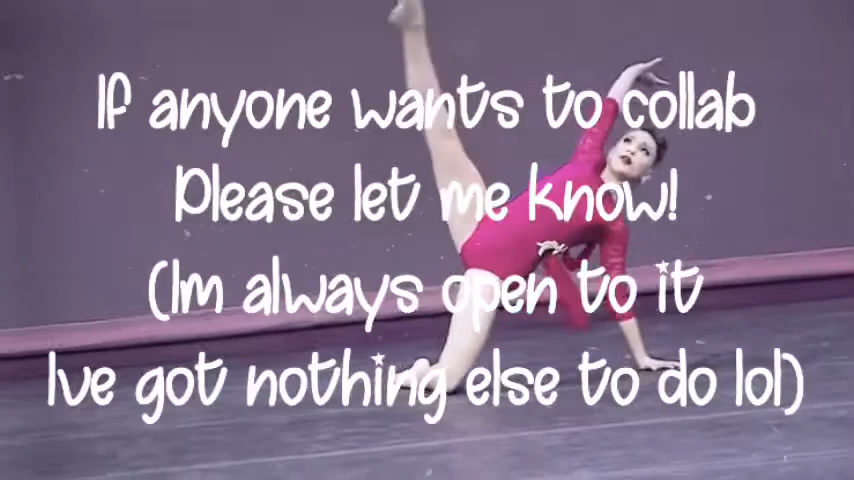 If anyone wants to collab
Please let me know!
(Im always open to it
Ive got nothing else to do lol)